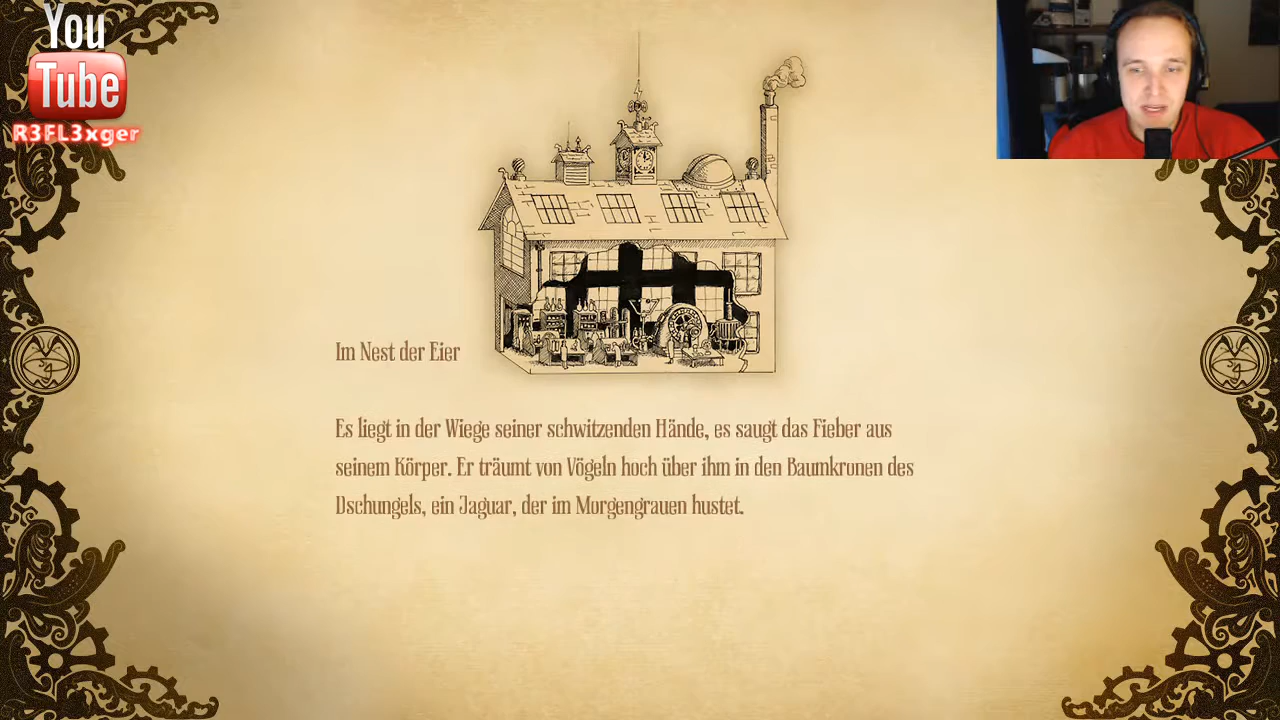 You
Tube
R3FL3xger
Im Nest der Eier
Es liegt in der Wiege seiner schwitzenden Hände, es saugt das Fieber aus
seinem Körper. Er träumt von Vögeln hoch über ihm in den Baumkronen des
Dschungels, ein Jaguar, der im Morgengrauen hustet.